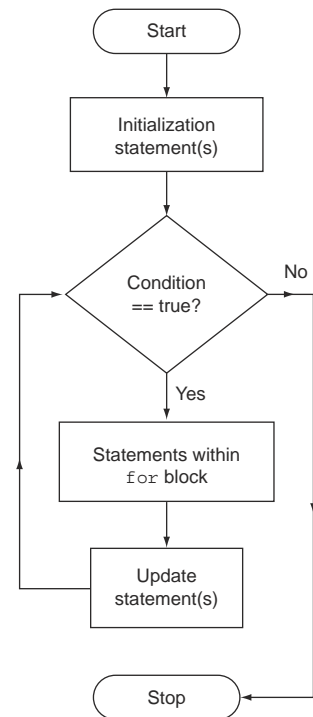 Start
Initialization
statement(s)
Condition
== true?
No
Yes
Statements within
for block
Update
statement(s)
Stop